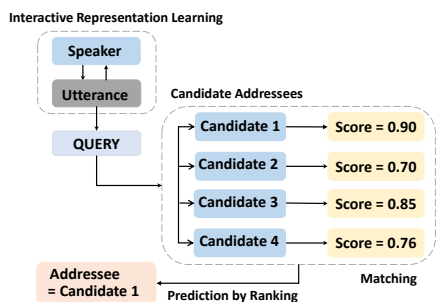 Interactive Representation Learning
Speaker
Utterance
QUERY
Candidate Addressees
Candidate 1
Score = 0.90
Candidate 2
Score = 0.70
Candidate 3
Score = 0.85
Candidate 4
Score = 0.76
Matching
Addressee
= Candidate 1
Prediction by Ranking